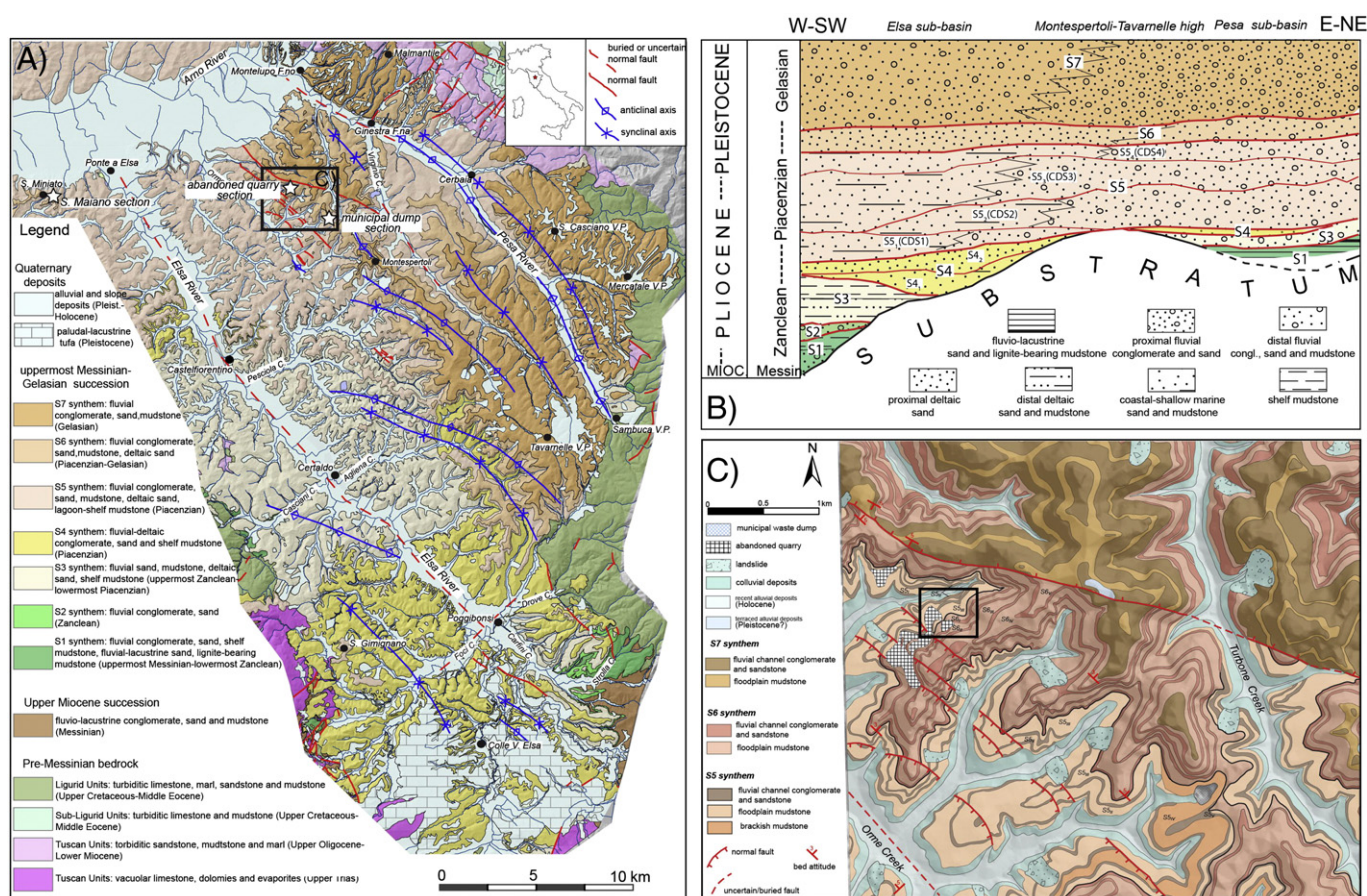 A)
buried or uncertain
normal fault
normal fault
anticlinal axis
synclinal axis
Arno River
Malmantile
Montelupo F.no
Ginestra F.na
Virginio C.
Cerbaia
Ponte a Elsa
S. Miniato
S. Maiano section
abandoned quarry
section
C)
municipal dump
section
S. Casciano V.P.
Pesa River
Mercatale V.P.
Montespertoli
Elsa River
Castelfiorentino
Pesciola C.
Sambuca V.P.
Tavarnelle V.P.
Certaldo
Agliena C.
Casciani C.
Elsa River
Drove C.
Poggibonsi
S. Gimignano
Foci C.
Colle V. Elsa
0 5 10 km
Legend
Quaternary
deposits
alluvial and slope
deposits (Pleist.-
Holocene)
paludal-lacustrine
tufa (Pleistocene)
uppermost Messinian-
Gelasian succession
S7 synthem: fluvial
conglomerate, sand,mudstone
(Gelasian)
S6 synthem: fluvial conglomerate,
sand,mudstone, deltaic sand
(Piacenzian-Gelasian)
S5 synthem: fluvial conglomerate,
sand, mudstone, deltaic sand,
lagoon-shelf mudstone (Piacenzian)
S4 synthem: fluvial-deltaic
conglomerate, sand and shelf mudstone
(Piacenzian)
S3 synthem: fluvial sand, mudstone, deltaic
sand, shelf mudstone (uppermost Zanclean-
lowermost Piacenzian)
S2 synthem: fluvial conglomerate, sand
(Zanclean)
S1 synthem: fluvial conglomerate, sand, shelf
mudstone, fluvial-lacustrine sand, lignite-bearing
mudstone (uppermost Messinian-lowermost Zanclean)
Upper Miocene succession
fluvio-lacustrine conglomerate, sand and mudstone
(Messinian)
Pre-Messinian bedrock
Ligurid Units: turbiditic limestone, marl, sandstone and mudstone
(Upper Cretaceous-Middle Eocene)
Sub-Ligurid Units: turbiditic limestone and mudstone (Upper Cretaceous-
Middle Eocene)
Tuscan Units: torbiditic sandstone, mudtstone and marl (Upper Oligocene-
Lower Miocene)
Tuscan Units: vacuolar limestone, dolomies and evaporites (Upper Trias)
W-SW Elsa sub-basin Montespertoli-Tavarnelle high Pesa sub-basin E-NE
MIOC PLIOCENE PLEISTOCENE
Messin Zanclean Piacenzian Gelasian
S7
S6
S5₄(CDS4)
S5₃(CDS3)
S5
S5₂(CDS2)
S5₁(CDS1)
S4
S4₂
S4
S4₁
S3
S3
S1
S2
S1
SUBSTRATUM
fluvio-lacustrine
sand and lignite-bearing mudstone
proximal fluvial
conglomerate and sand
distal fluvial
congl., sand and mudstone
proximal deltaic
sand
distal deltaic
sand and mudstone
coastal-shallow marine
sand and mudstone
shelf mudstone
B)
C)
N
0 0.5 1km
municipal waste dump
abandoned quarry
landslide
colluvial deposits
recent alluvial deposits
(Holocene)
terraced alluvial deposits
(Pleistocene?)
S7 synthem
fluvial channel conglomerate
and sandstone
floodplain mudstone
S6 synthem
fluvial channel conglomerate
and sandstone
floodplain mudstone
S5 synthem
fluvial channel conglomerate
and sandstone
floodplain mudstone
brackish mudstone
normal fault
bed attitude
uncertain/buried fault
Turbone Creek
Orme Creek